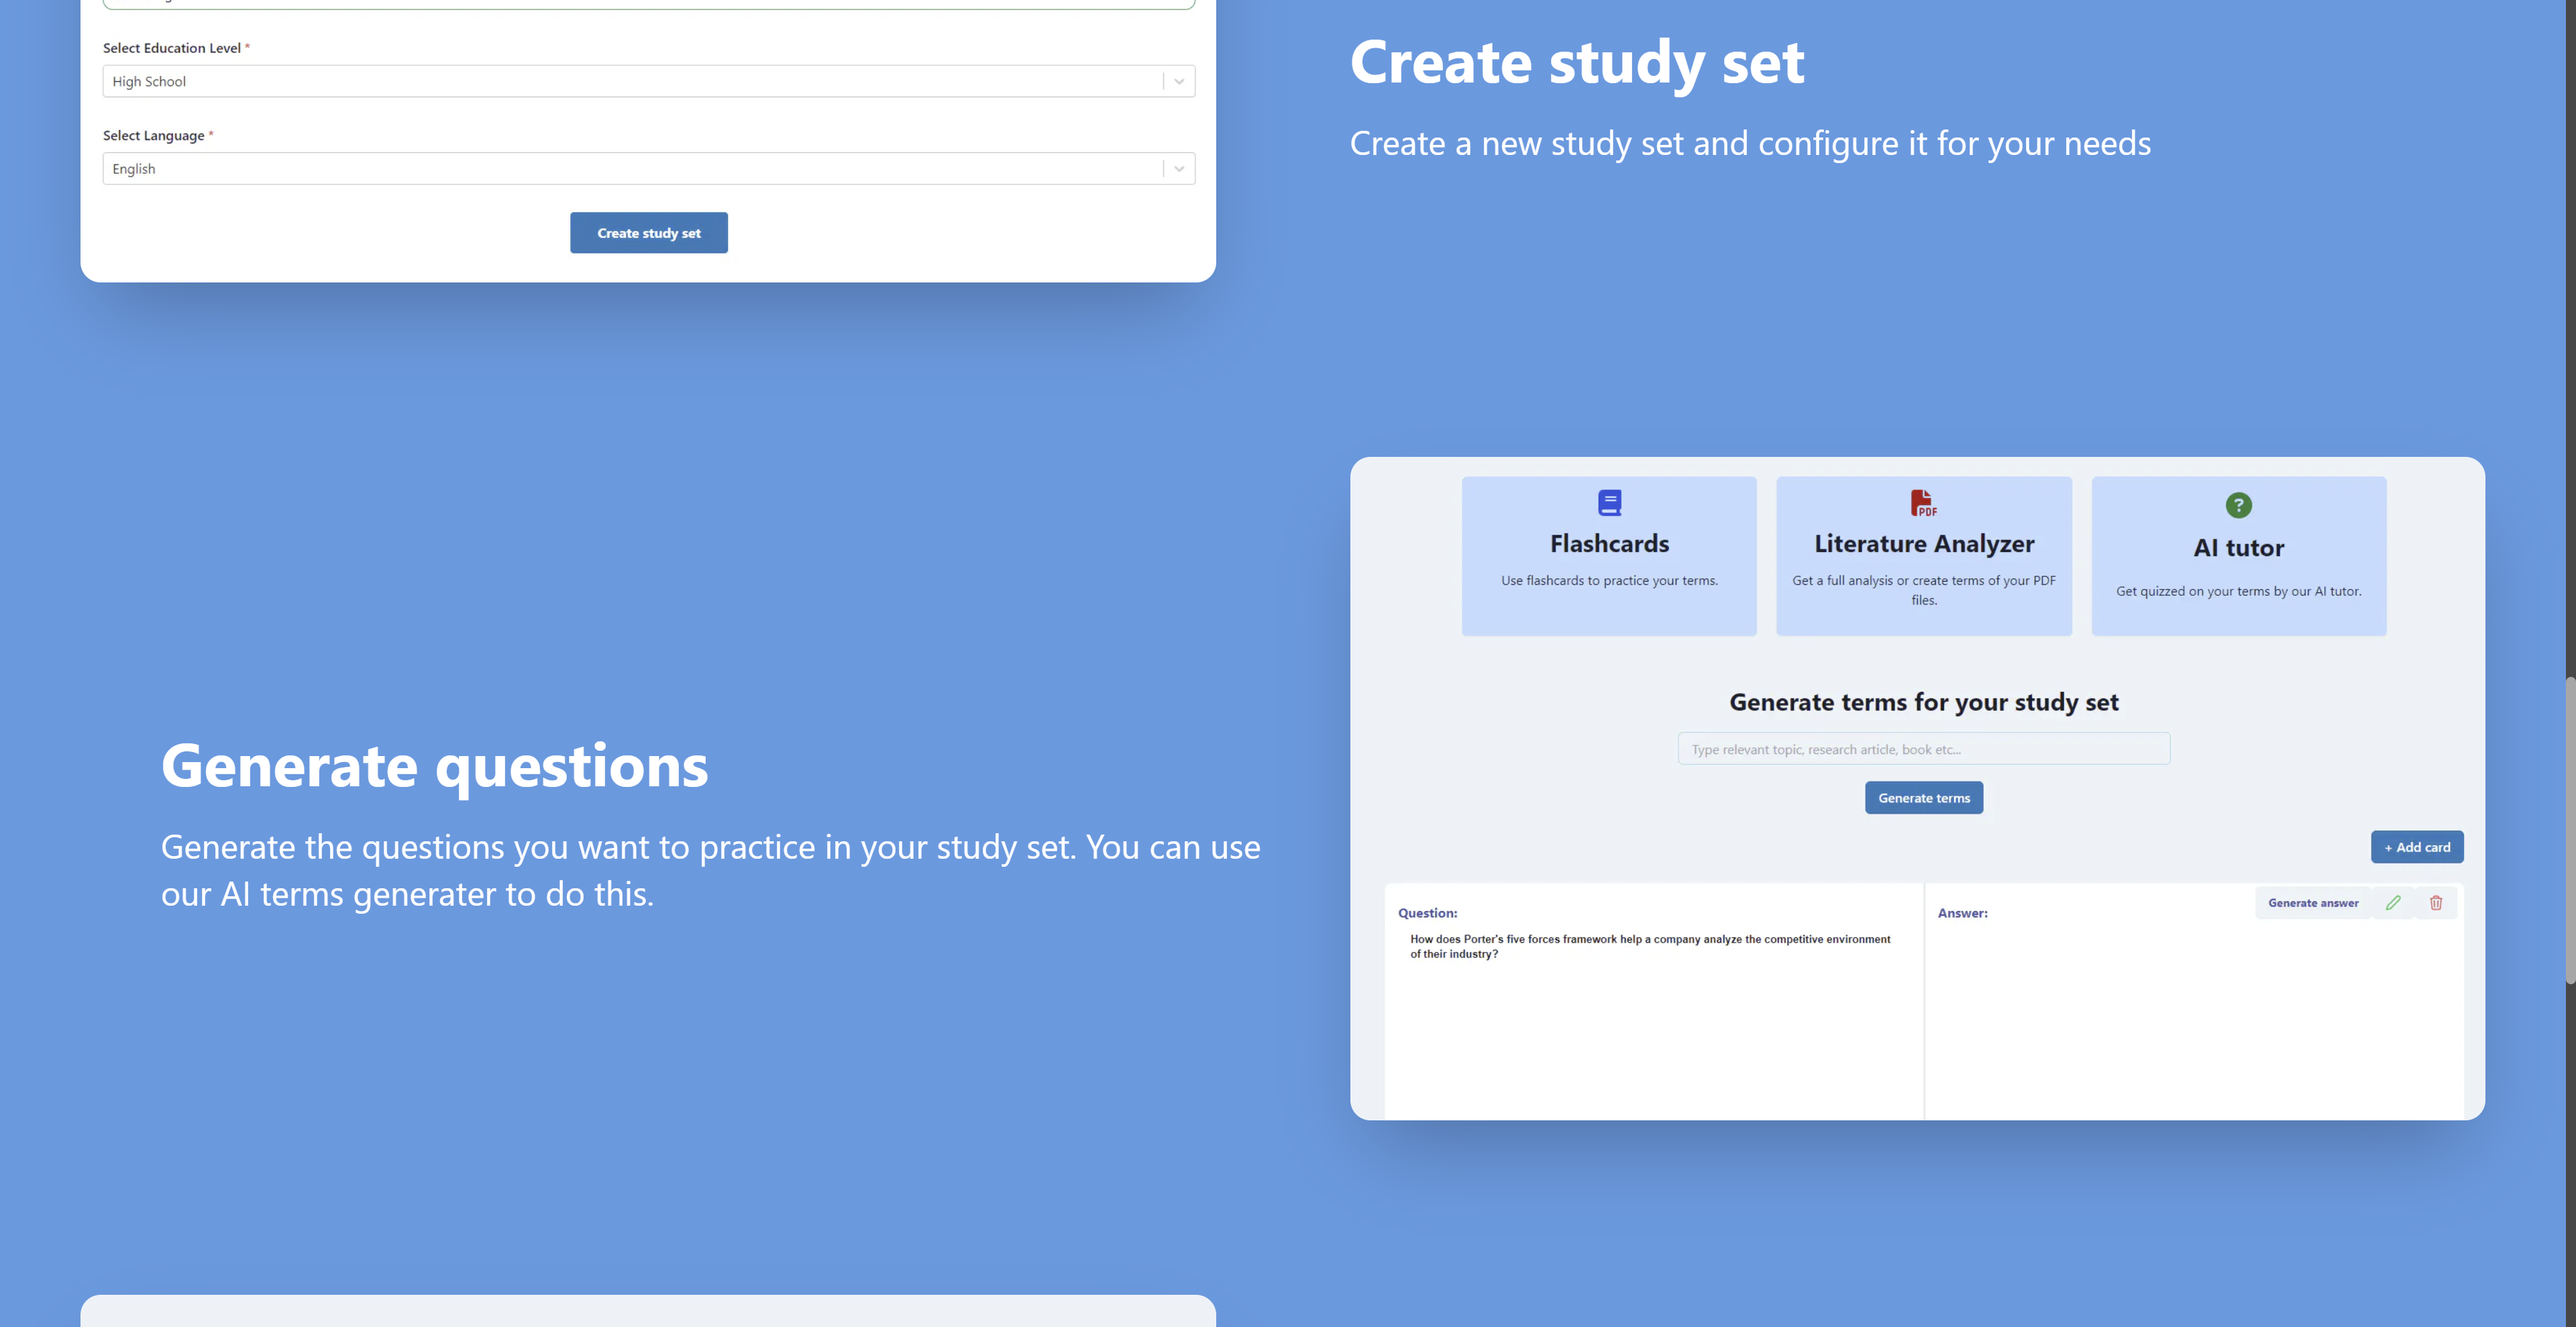 Select Education Level *
High School
Select Language *
English
Create study set
Create study set
Create a new study set and configure it for your needs
Generate questions
Generate the questions you want to practice in your study set. You can use
our AI terms generater to do this.
Flashcards
Use flashcards to practice your terms.
PDF
Literature Analyzer
Get a full analysis or create terms of your PDF
files.
?
AI tutor
Get quizzed on your terms by our AI tutor.
Generate terms for your study set
Type relevant topic, research article, book etc...
Generate terms
+ Add card
Question:
How does Porter's five forces framework help a company analyze the competitive environment
of their industry?
Answer:
Generate answer